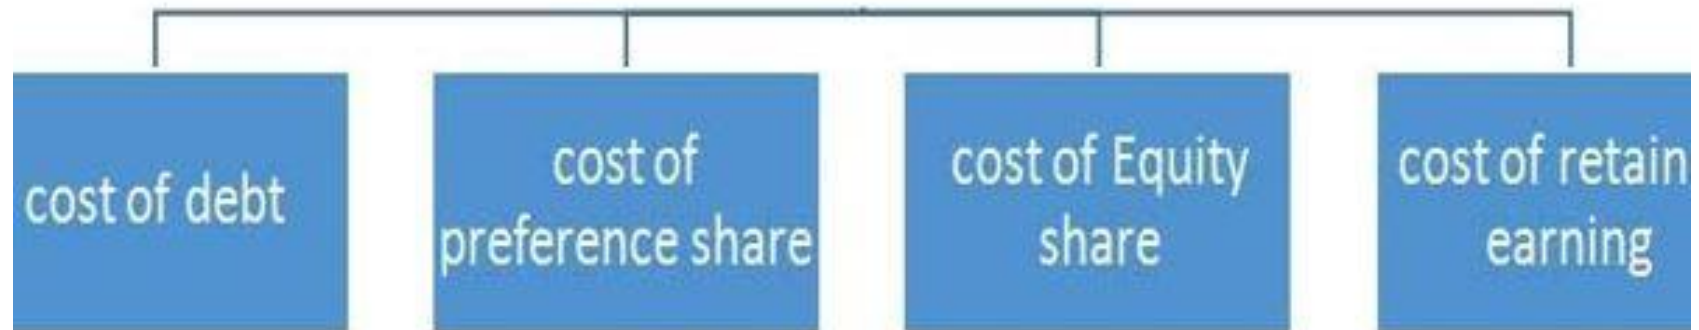 cost of debt
cost of
preference share
cost of Equity
share
cost of retain
earning